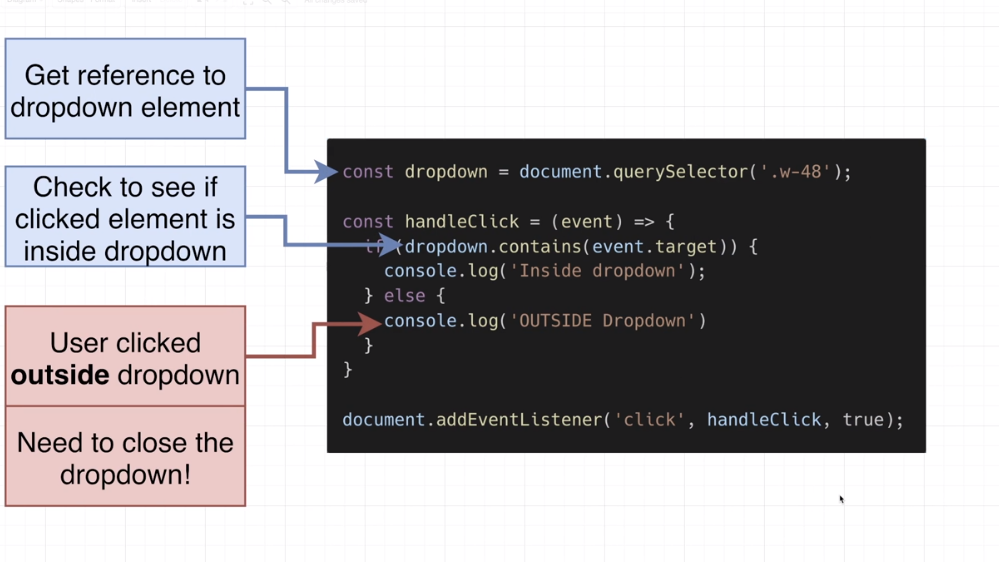 Get reference to
dropdown element
Check to see if
clicked element is
inside dropdown
User clicked
outside dropdown
Need to close the
dropdown!
const dropdown = document.querySelector('.w-48');
const handleClick = (event) => {
if (dropdown.contains(event.target)) {
console.log('Inside dropdown');
} else {
console.log('OUTSIDE Dropdown')
}
}
document.addEventListener('click', handleClick, true);